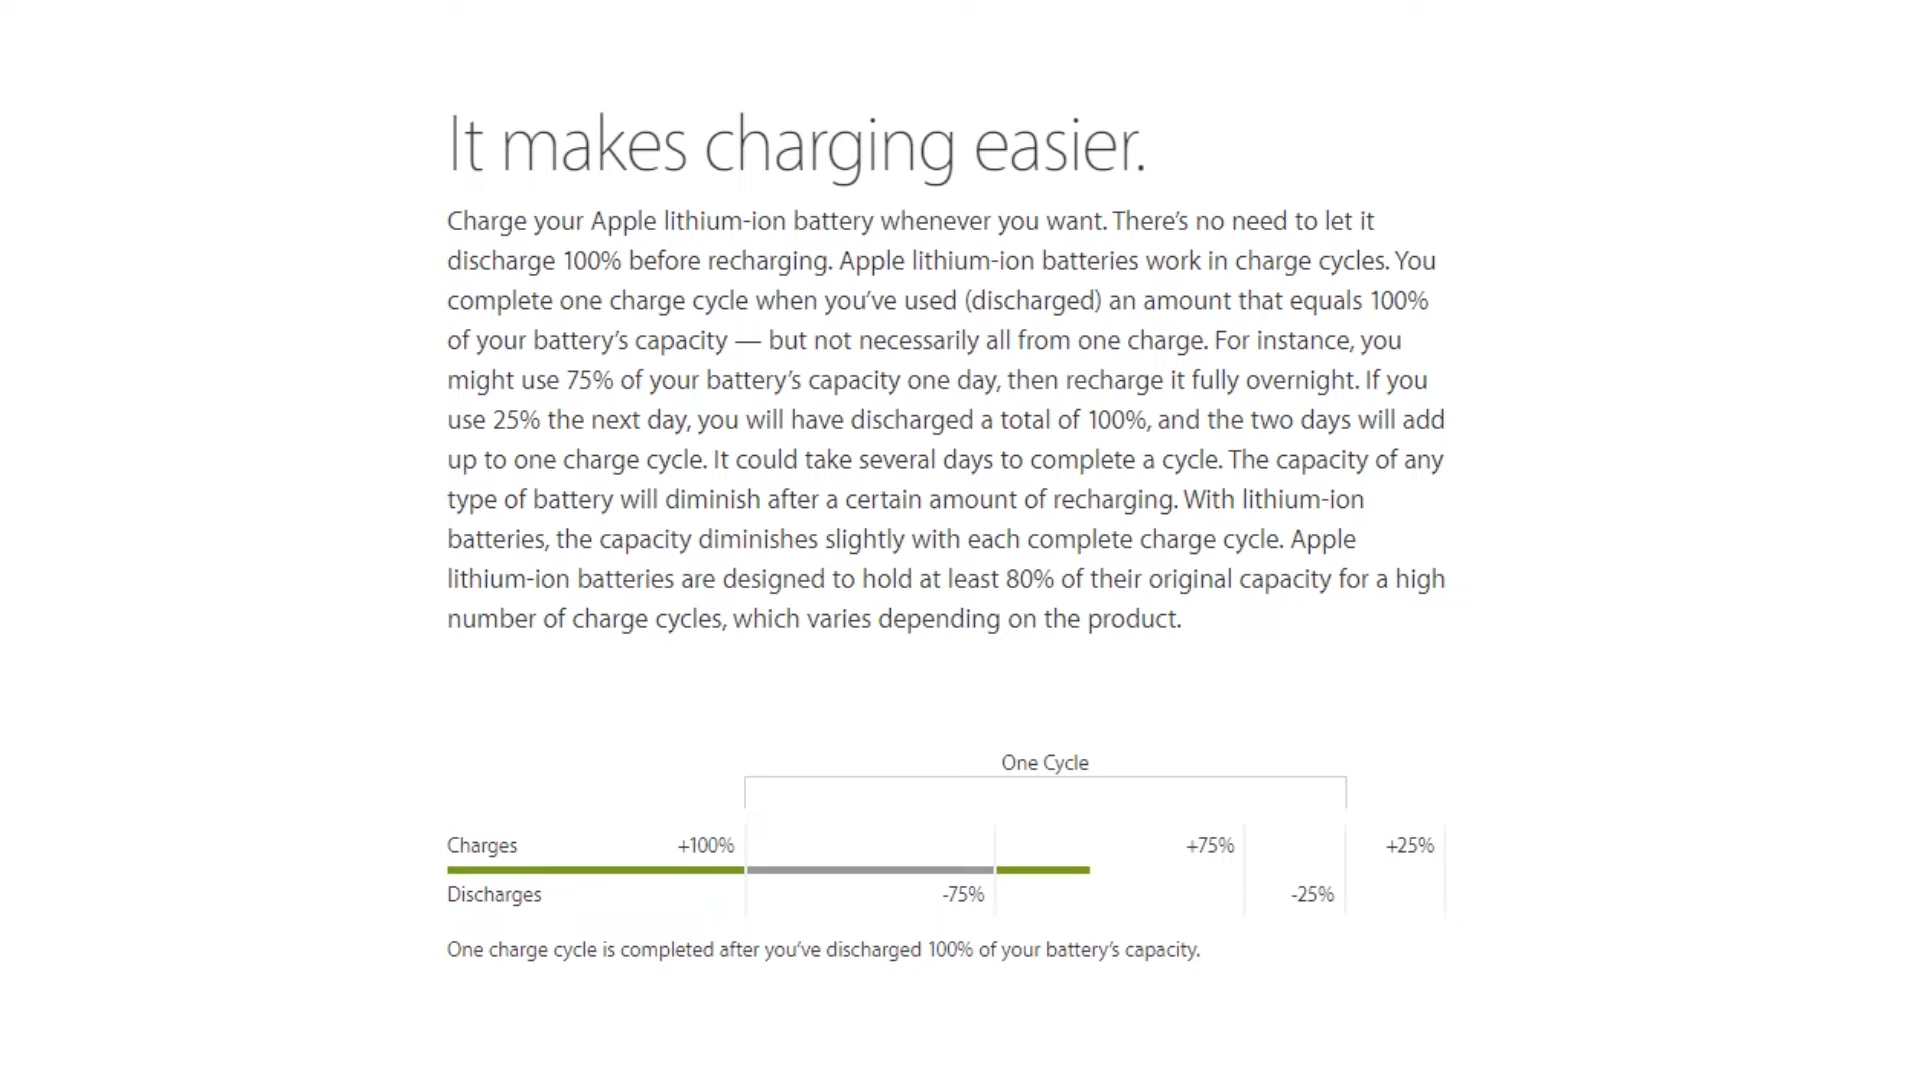 It makes charging easier.
Charge your Apple lithium-ion battery whenever you want. There’s no need to let it
discharge 100% before recharging. Apple lithium-ion batteries work in charge cycles. You
complete one charge cycle when you’ve used (discharged) an amount that equals 100%
of your battery’s capacity — but not necessarily all from one charge. For instance, you
might use 75% of your battery’s capacity one day, then recharge it fully overnight. If you
use 25% the next day, you will have discharged a total of 100%, and the two days will add
up to one charge cycle. It could take several days to complete a cycle. The capacity of any
type of battery will diminish after a certain amount of recharging. With lithium-ion
batteries, the capacity diminishes slightly with each complete charge cycle. Apple
lithium-ion batteries are designed to hold at least 80% of their original capacity for a high
number of charge cycles, which varies depending on the product.
One Cycle
Charges +100% +75% +25%
Discharges -75% -25%
One charge cycle is completed after you’ve discharged 100% of your battery’s capacity.